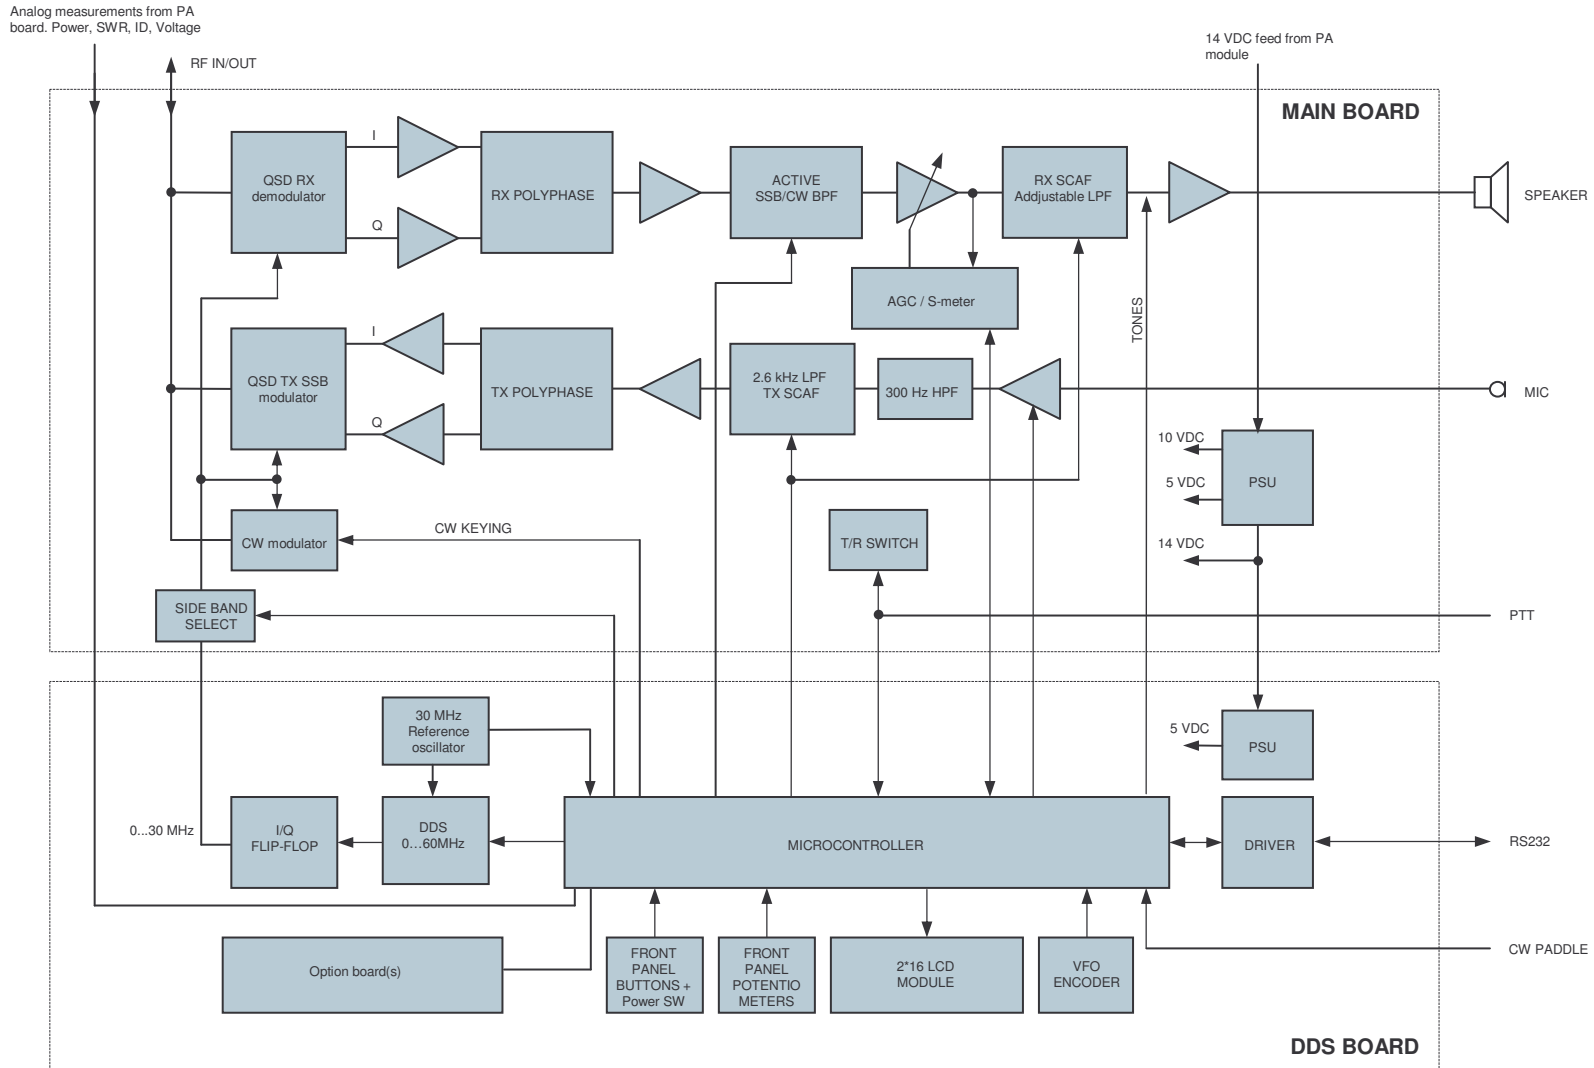 Analog measurements from PA
board. Power, SWR, ID, Voltage
RF IN/OUT
14 VDC feed from PA
module
MAIN BOARD
I
QSD RX
demodulator
Q
RX POLYPHASE
ACTIVE
SSB/CW BPF
RX SCAF
Addjustable LPF
SPEAKER
AGC / S-meter
TONES
I
QSD TX SSB
modulator
Q
TX POLYPHASE
2.6 kHz LPF
TX SCAF
300 Hz HPF
MIC
10 VDC
5 VDC
PSU
14 VDC
CW KEYING
CW modulator
T/R SWITCH
SIDE BAND
SELECT
PTT
30 MHz
Reference
oscillator
5 VDC
PSU
0...30 MHz
I/Q
FLIP-FLOP
DDS
0...60MHz
MICROCONTROLLER
DRIVER
RS232
Option board(s)
FRONT
PANEL
BUTTONS +
Power SW
FRONT
PANEL
POTENTIO
METERS
2*16 LCD
MODULE
VFO
ENCODER
CW PADDLE
DDS BOARD